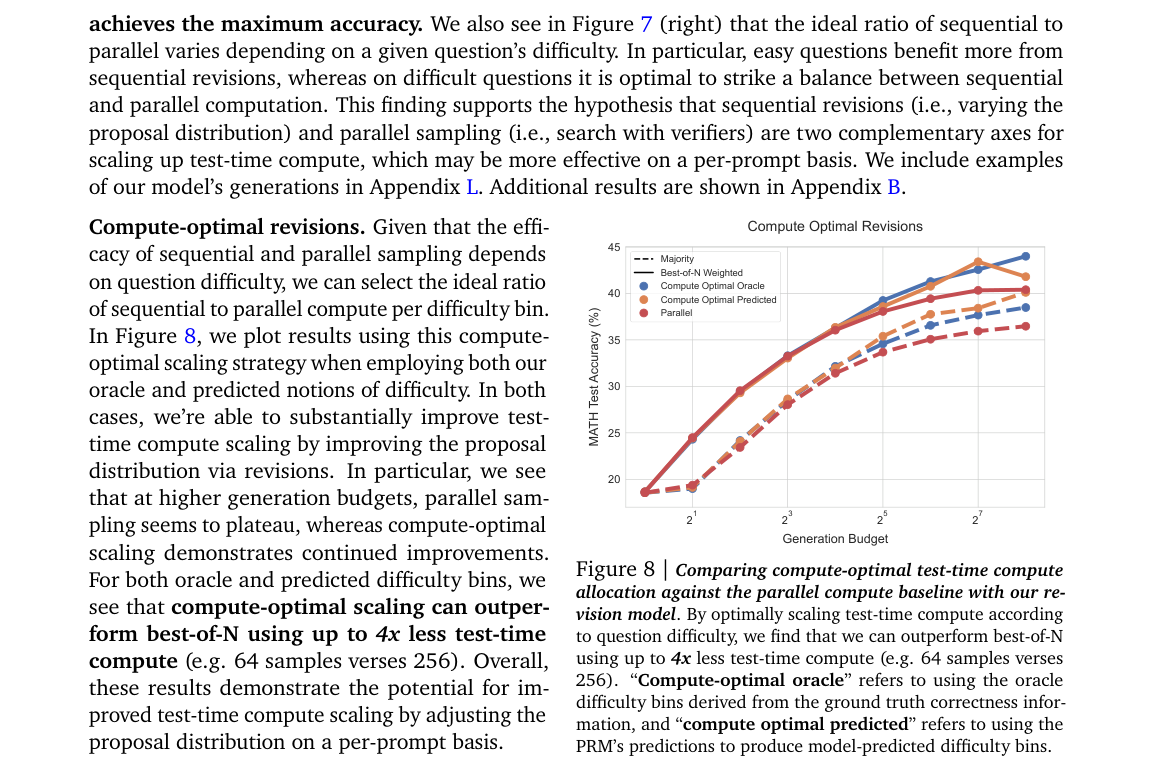 achieves the maximum accuracy. We also see in Figure 7 (right) that the ideal ratio of sequential to
parallel varies depending on a given question's difficulty. In particular, easy questions benefit more from
sequential revisions, whereas on difficult questions it is optimal to strike a balance between sequential
and parallel computation. This finding supports the hypothesis that sequential revisions (i.e., varying the
proposal distribution) and parallel sampling (i.e., search with verifiers) are two complementary axes for
scaling up test-time compute, which may be more effective on a per-prompt basis. We include examples
of our model's generations in Appendix L. Additional results are shown in Appendix B.
Compute-optimal revisions. Given that the effi-
cacy of sequential and parallel sampling depends
on question difficulty, we can select the ideal ratio
of sequential to parallel compute per difficulty bin.
In Figure 8, we plot results using this compute-
optimal scaling strategy when employing both our
oracle and predicted notions of difficulty. In both
cases, we're able to substantially improve test-
time compute scaling by improving the proposal
distribution via revisions. In particular, we see
that at higher generation budgets, parallel sam-
pling seems to plateau, whereas compute-optimal
scaling demonstrates continued improvements.
For both oracle and predicted difficulty bins, we
see that compute-optimal scaling can outper-
form best-of-N using up to 4x less test-time
compute (e.g. 64 samples verses 256). Overall,
these results demonstrate the potential for im-
proved test-time compute scaling by adjusting the
proposal distribution on a per-prompt basis.
Compute Optimal Revisions
45
40
35
30
25
20
MATH Test Accuracy (%)
Majority
Best-of-N Weighted
Compute Optimal Oracle
Compute Optimal Predicted
Parallel
2¹ 2³ 2⁵ 2⁷
Generation Budget
Figure 8 | Comparing compute-optimal test-time compute
allocation against the parallel compute baseline with our re-
vision model. By optimally scaling test-time compute according
to question difficulty, we find that we can outperform best-of-N
using up to 4x less test-time compute (e.g. 64 samples verses
256). “Compute-optimal oracle” refers to using the oracle
difficulty bins derived from the ground truth correctness infor-
mation, and “compute optimal predicted” refers to using the
PRM's predictions to produce model-predicted difficulty bins.